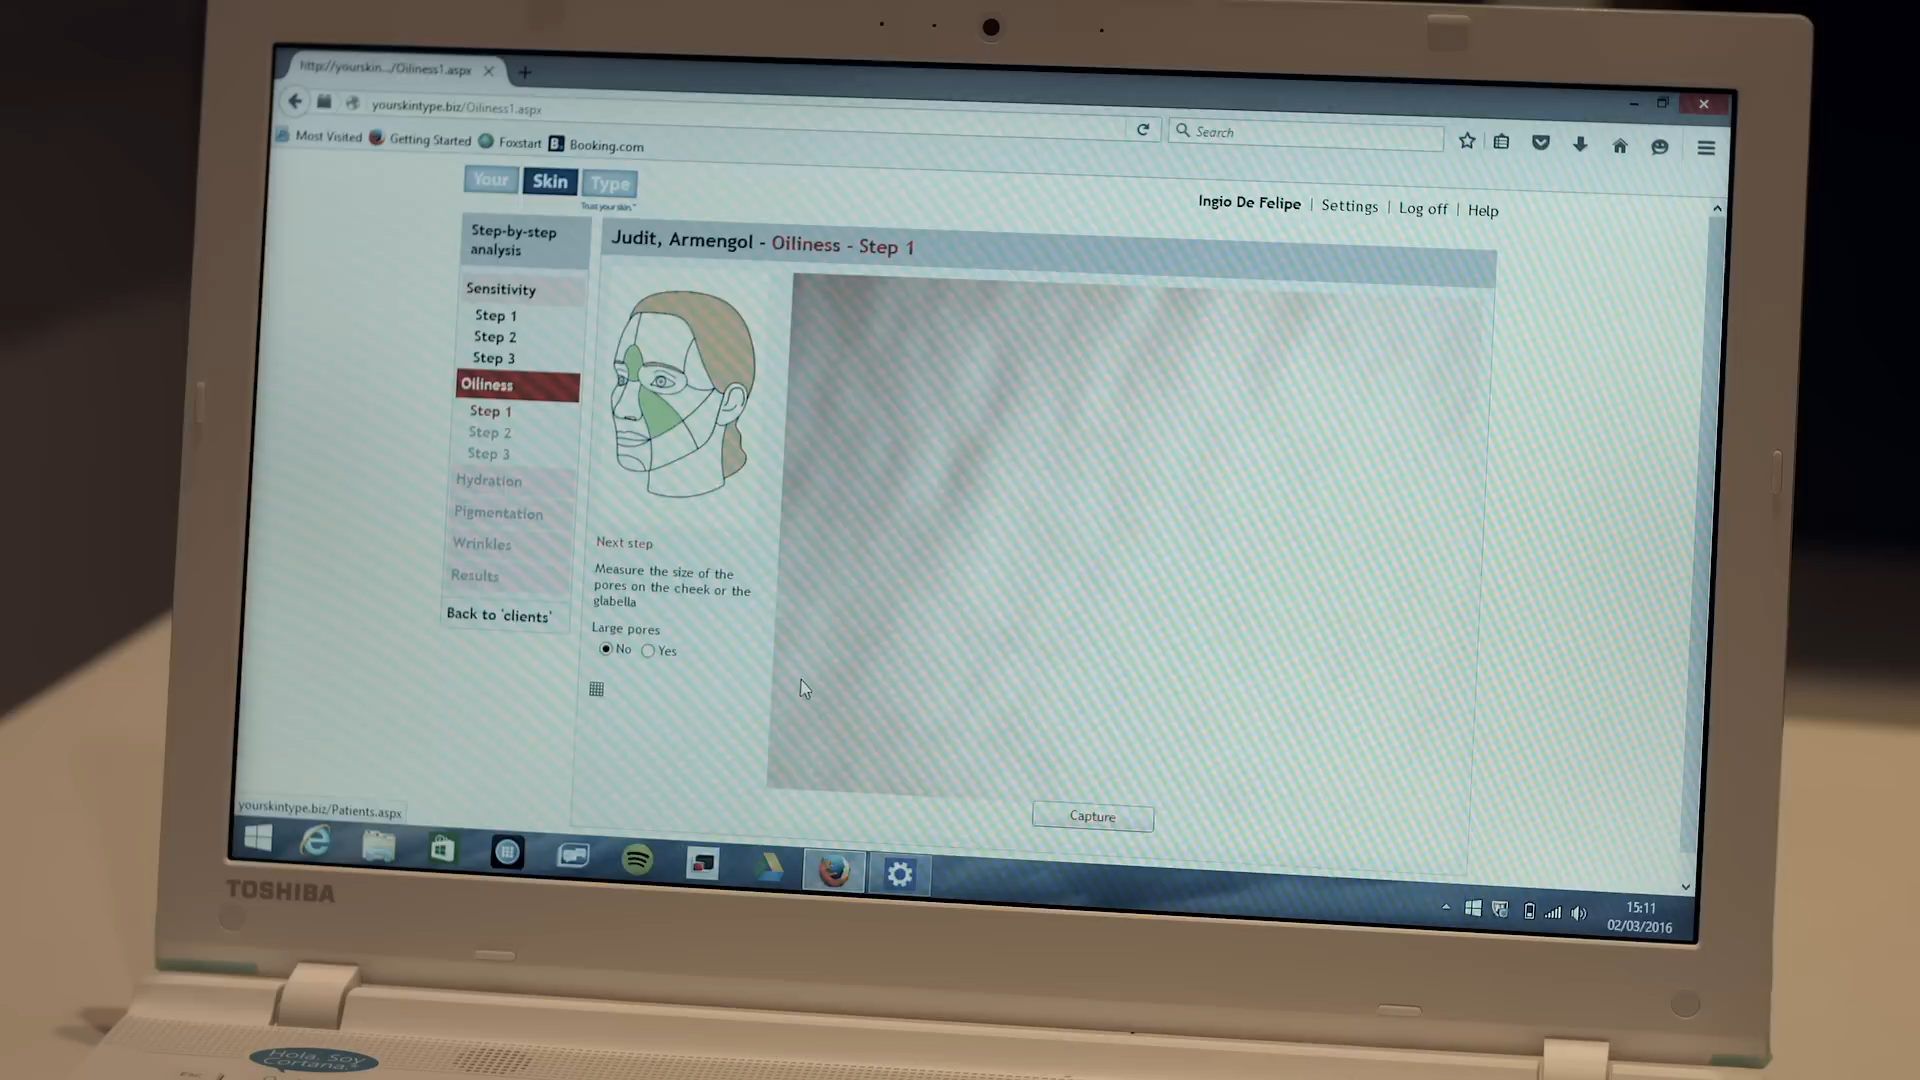 http://yourskin.../Oiliness1.aspx
yourskintype.biz/Oiliness1.aspx
Search
Most Visited Getting Started Foxstart B. Booking.com
Your Skin Type
Trust your skin™
Ingio De Felipe | Settings | Log off | Help
Step-by-step
analysis
Judit, Armengol - Oiliness - Step 1
Sensitivity
Step 1
Step 2
Step 3
Oiliness
Step 1
Step 2
Step 3
Hydration
Pigmentation
Wrinkles
Results
Back to 'clients'
Next step
Measure the size of the
pores on the cheek or the
glabella
Large pores
No Yes
Capture
yourskintype.biz/Patients.aspx
15:11
02/03/2016
TOSHIBA
Hola. Soy
Cortana.
Esc